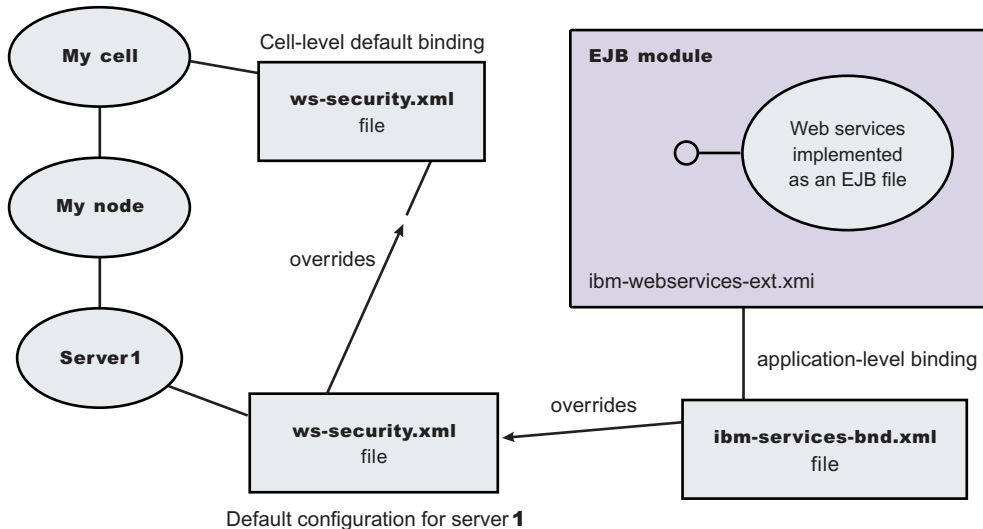 My cell
Cell-level default binding
ws-security.xml
file
EJB module
Web services
implemented
as an EJB file
My node
overrides
ibm-webservices-ext.xmi
Server1
application-level binding
overrides
ws-security.xml
file
ibm-services-bnd.xml
file
Default configuration for server 1